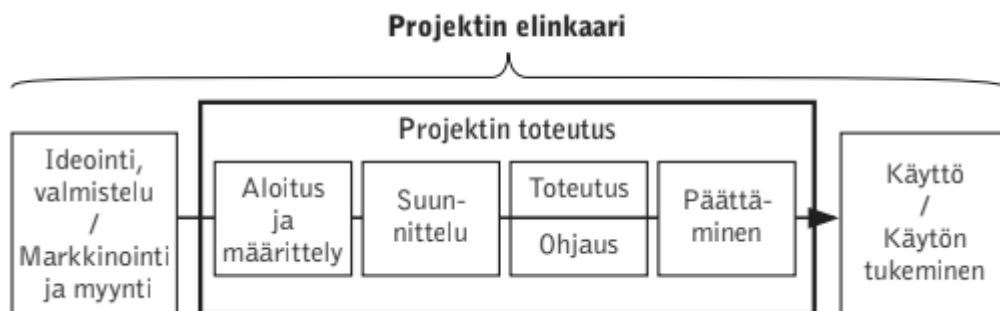 Projektin elinkaari
Projektin toteutus
Ideointi,
valmistelu
/
Markkinointi
ja myynti
Aloitus
ja
määrittely
Suun-
nittelu
Toteutus
Ohjaus
Päättä-
minen
Käyttö
/
Käytön
tukeminen